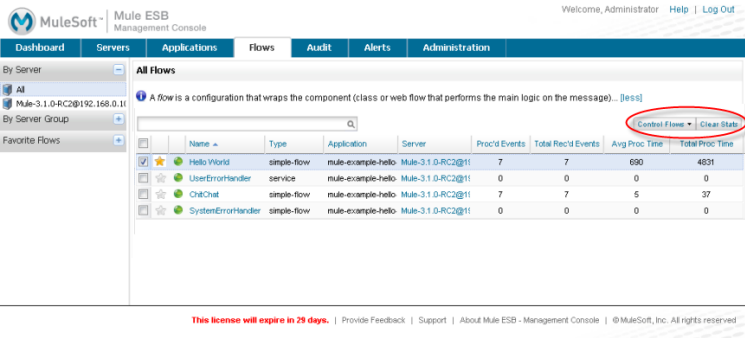 Welcome, Administrator Help | Log Out
MuleSoft™ Mule ESB
Management Console
Dashboard Servers Applications Flows Audit Alerts Administration
By Server
All
Mule-3.1.0-RC2@192.168.0.10
By Server Group
Favorite Flows
All Flows
A flow is a configuration that wraps the component (class or web flow that performs the main logic on the message)... [less]
Control Flows Clear Stats
Name Type Application Server Proc'd Events Total Rec'd Events Avg Proc Time Total Proc Time
Hello World simple-flow mule-example-hello- Mule-3.1.0-RC2@19 7 7 690 4831
UserErrorHandler service mule-example-hello- Mule-3.1.0-RC2@19 0 0 0 0
ChitChat simple-flow mule-example-hello- Mule-3.1.0-RC2@19 7 7 5 37
SystemErrorHandler simple-flow mule-example-hello- Mule-3.1.0-RC2@19 0 0 0 0
This license will expire in 29 days. | Provide Feedback | Support | About Mule ESB - Management Console | © MuleSoft, Inc. All rights reserved